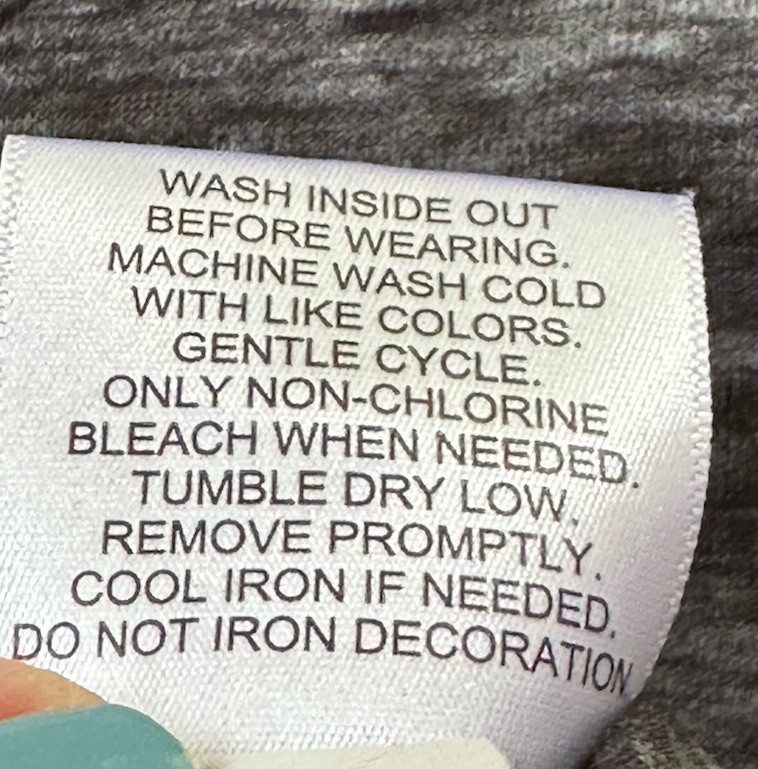 WASH INSIDE OUT
BEFORE WEARING.
MACHINE WASH COLD
WITH LIKE COLORS.
GENTLE CYCLE.
ONLY NON-CHLORINE
BLEACH WHEN NEEDED.
TUMBLE DRY LOW.
REMOVE PROMPTLY.
COOL IRON IF NEEDED.
DO NOT IRON DECORATION